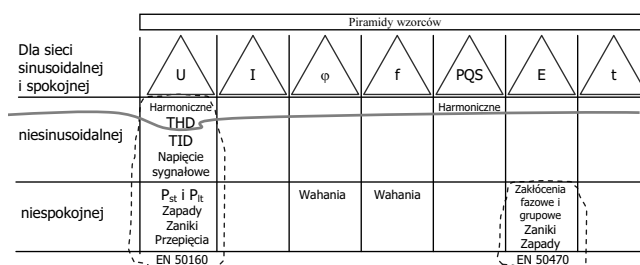 Piramidy wzorców
Dla sieci
sinusoidalnej
i spokojnej
U I φ f PQS E t
Harmoniczne
Harmoniczne
niesinusoidalnej
THD
TID
Napięcie
sygnałowe
niespokojnej
Pst i Plt
Zapady
Zaniki
Przepięcia
Wahania
Wahania
Zakłócenia
fazowe i
grupowe
Zaniki
Zapady
EN 50160
EN 50470